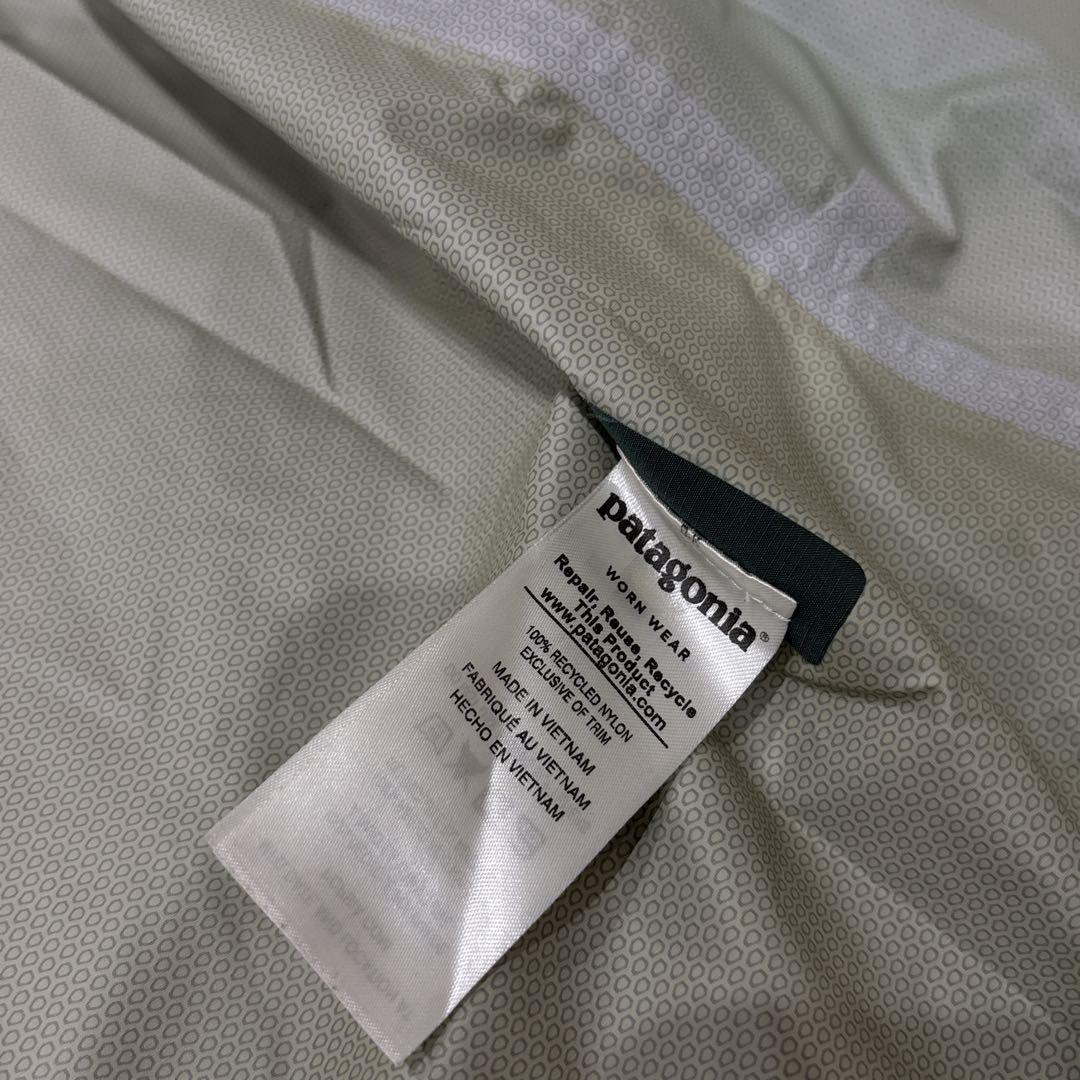 patagonia®
WORN WEAR
Repair, Reuse, Recycle
This Product
www.patagonia.com
100% RECYCLED NYLON
EXCLUSIVE OF TRIM
MADE IN VIETNAM
FABRIQUÉ AU VIETNAM
HECHO EN VIETNAM